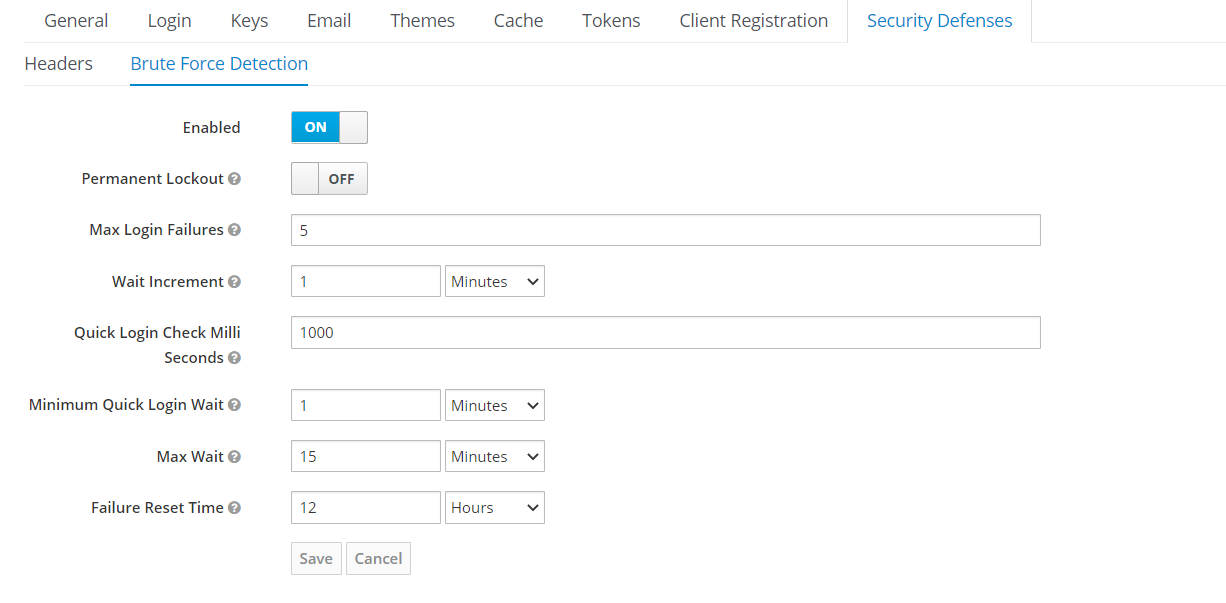 General Login Keys Email Themes Cache Tokens Client Registration Security Defenses
Headers Brute Force Detection
Enabled ON
Permanent Lockout ? OFF
Max Login Failures ? 5
Wait Increment ? 1 Minutes
Quick Login Check Milli 1000
Seconds ?
Minimum Quick Login Wait ? 1 Minutes
Max Wait ? 15 Minutes
Failure Reset Time ? 12 Hours
Save Cancel